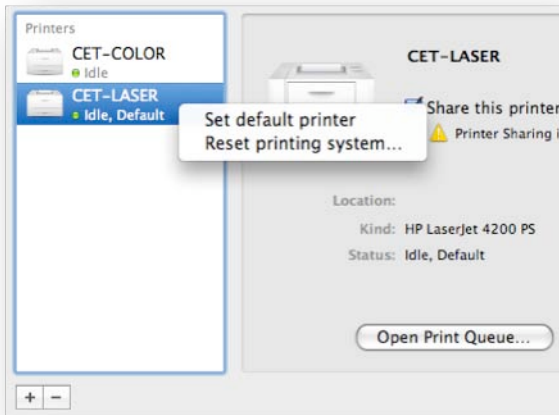 Printers
CET-COLOR
Idle
CET-LASER
Idle, Default
Set default printer
Reset printing system...
CET-LASER
Share this printer
Printer Sharing
Location:
Kind: HP LaserJet 4200 PS
Status: Idle, Default
Open Print Queue...
+ −